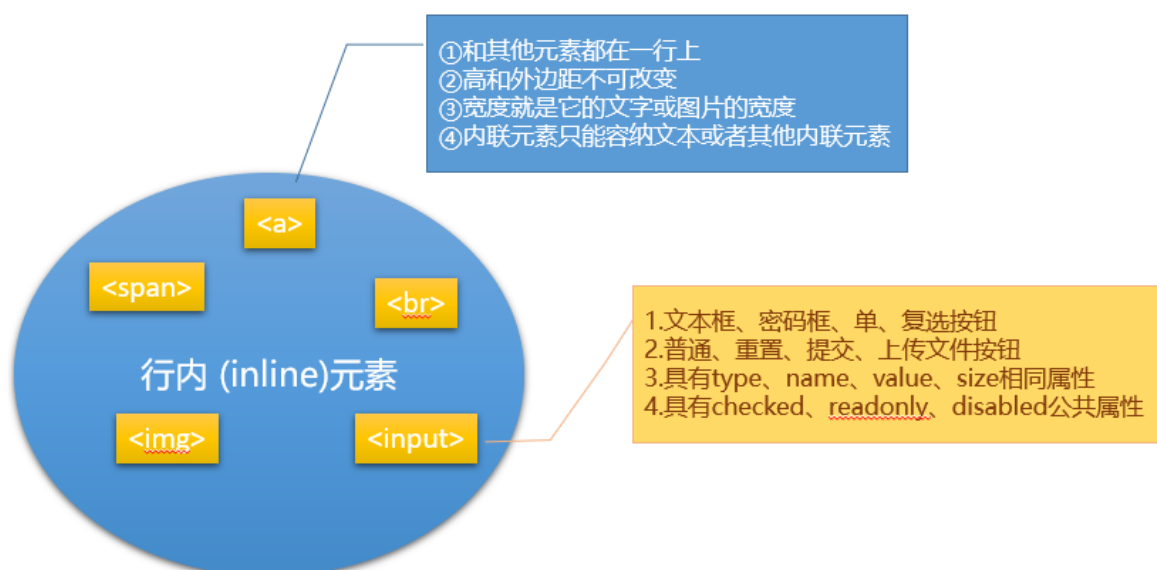 ①和其他元素都在一行上
②高和外边距不可改变
③宽度就是它的文字或图片的宽度
④内联元素只能容纳文本或者其他内联元素
<a>
<span>
<br>
行内 (inline)元素
<img>
<input>
1.文本框、密码框、单、复选按钮
2.普通、重置、提交、上传文件按钮
3.具有type、name、value、size相同属性
4.具有checked、readonly、disabled公共属性